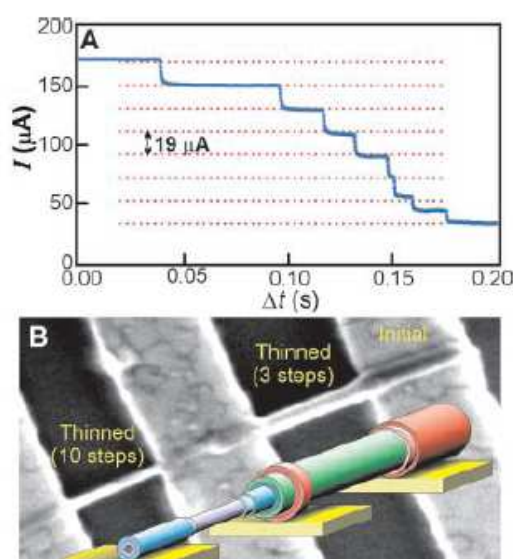 A
200
150
100
50
0
I (µA)
19 µA
0.00 0.05 0.10 0.15 0.20
Δt (s)
B
Initial
Thinned
(3 steps)
Thinned
(10 steps)